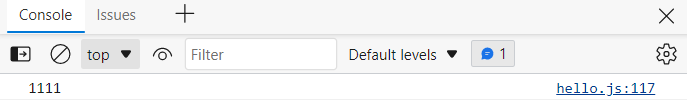 Console Issues
top Filter Default levels 1
1111 hello.js:117